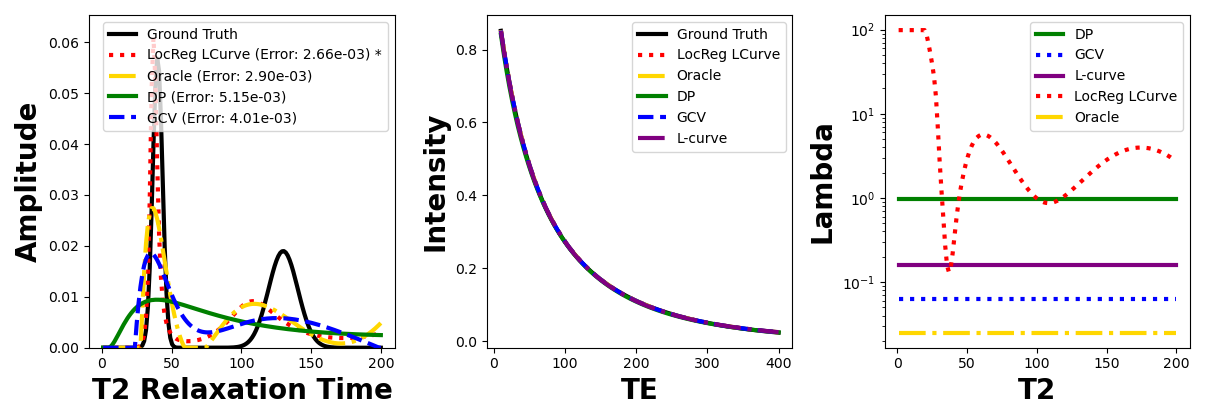 Amplitude
0.06
0.05
0.04
0.03
0.02
0.01
0.00
0 50 100 150 200
T2 Relaxation Time
Ground Truth
LocReg LCurve (Error: 2.66e-03) *
Oracle (Error: 2.90e-03)
DP (Error: 5.15e-03)
GCV (Error: 4.01e-03)
Intensity
0.8
0.6
0.4
0.2
0.0
0 100 200 300 400
TE
Ground Truth
LocReg LCurve
Oracle
DP
GCV
L-curve
Lambda
10²
10¹
10⁰
10⁻¹
0 50 100 150 200
T2
DP
GCV
L-curve
LocReg LCurve
Oracle